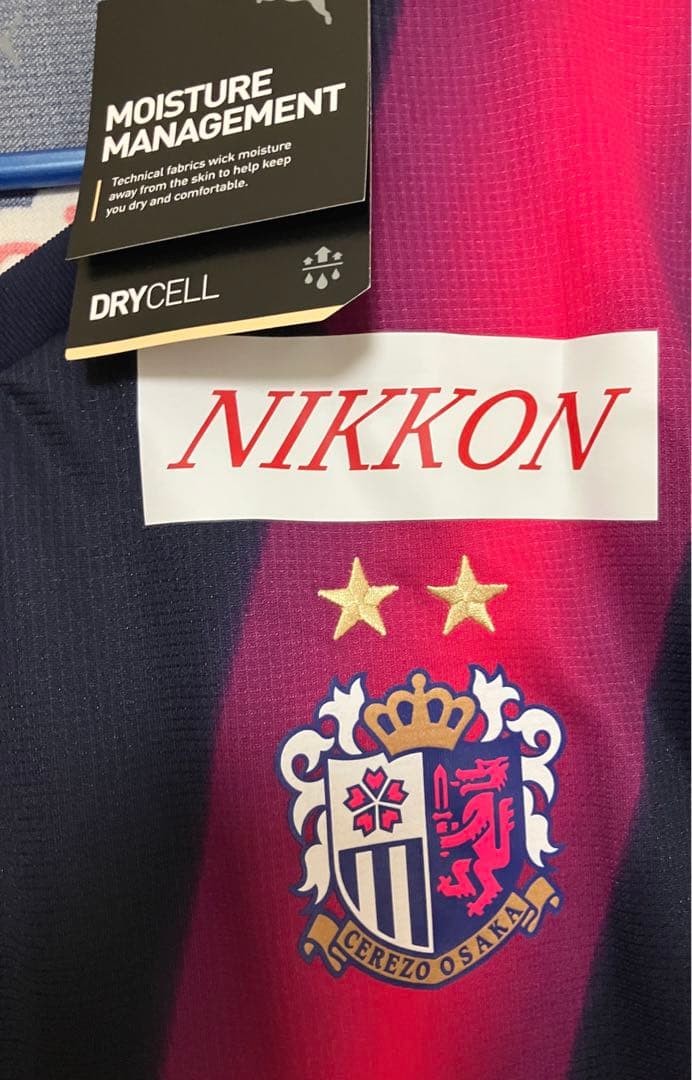 MOISTURE
MANAGEMENT
Technical fabrics wick moisture
away from the skin to help keep
you dry and comfortable.
DRYCELL
NIKKON
CEREZO OSAKA